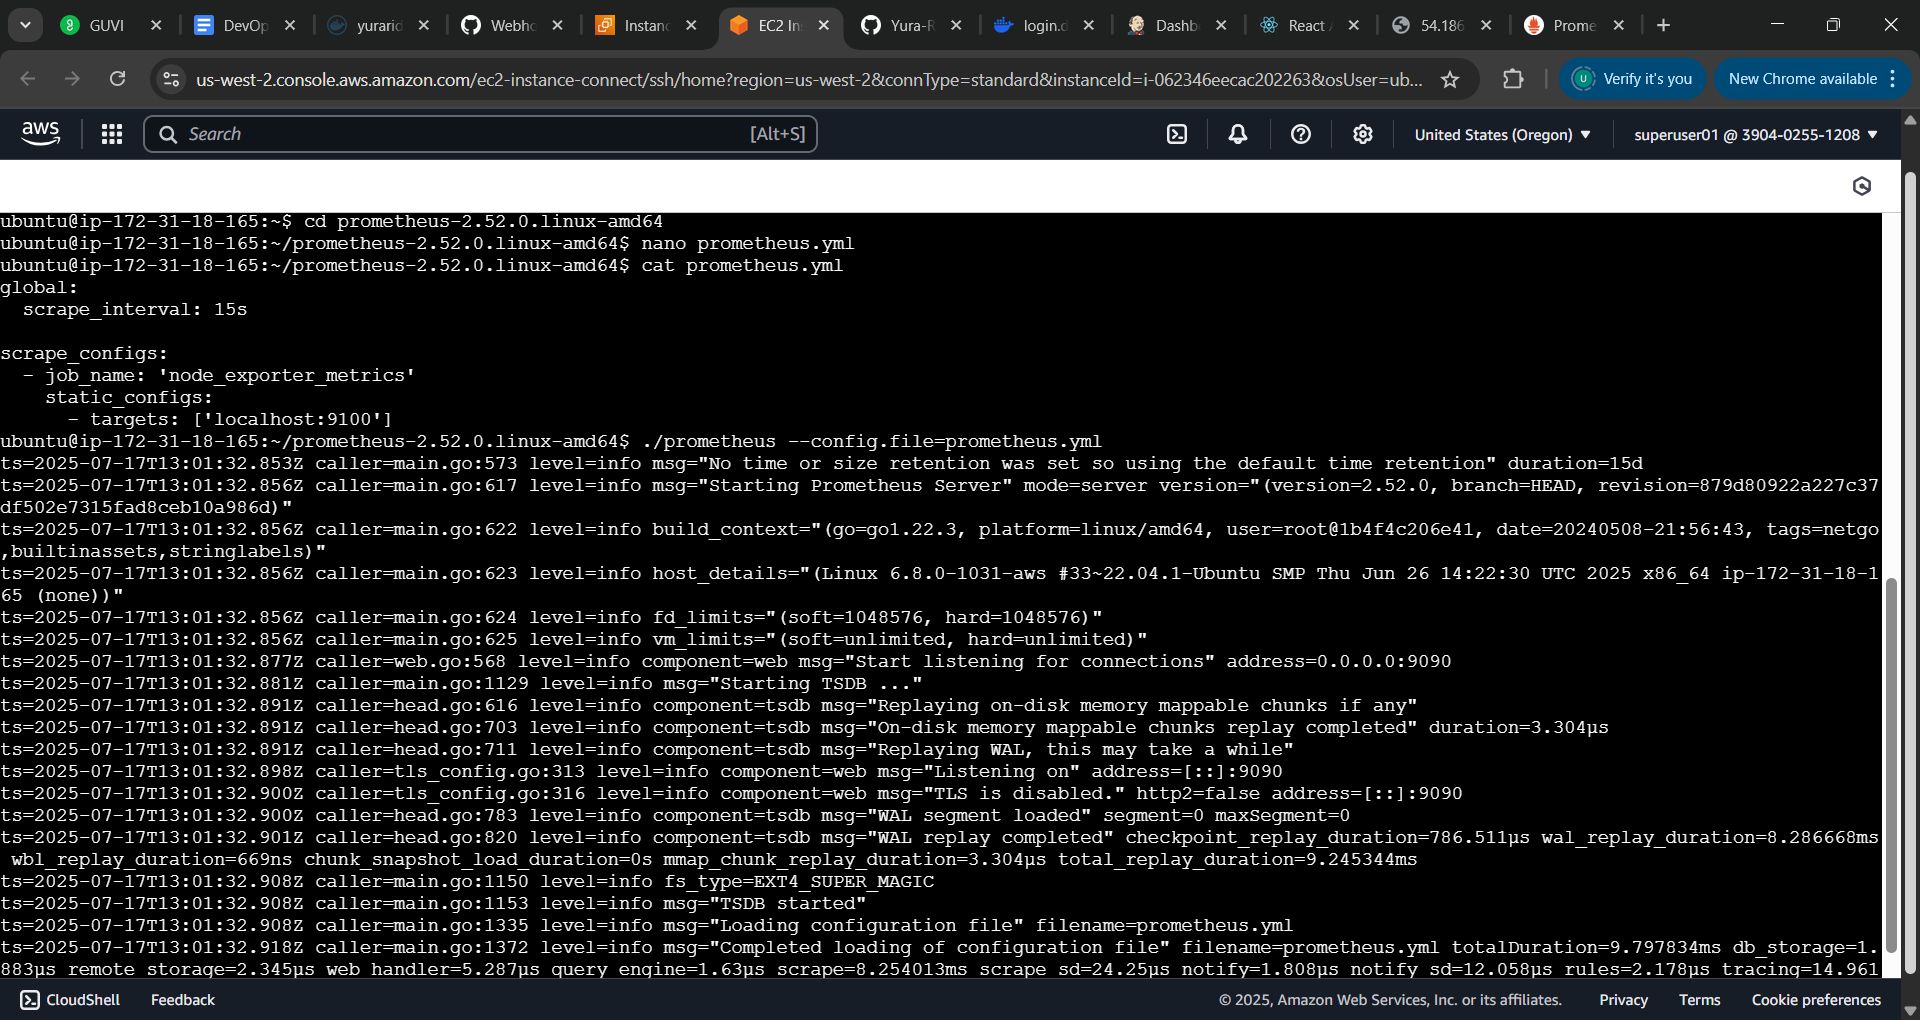 GUVI
DevOp
yurarid
Webho
Instanc
EC2 In
Yura-R
login.d
Dashb
React
54.186
Prome
us-west-2.console.aws.amazon.com/ec2-instance-connect/ssh/home?region=us-west-2&connType=standard&instanceId=i-062346eecac202263&osUser=ub...
U
Verify it's you
New Chrome available
aws
Search
[Alt+S]
United States (Oregon)
superuser01 @ 3904-0255-1208
ubuntu@ip-172-31-18-165:~$ cd prometheus-2.52.0.linux-amd64
ubuntu@ip-172-31-18-165:~/prometheus-2.52.0.linux-amd64$ nano prometheus.yml
ubuntu@ip-172-31-18-165:~/prometheus-2.52.0.linux-amd64$ cat prometheus.yml
global:
  scrape_interval: 15s
scrape_configs:
  - job_name: 'node_exporter_metrics'
    static_configs:
      - targets: ['localhost:9100']
ubuntu@ip-172-31-18-165:~/prometheus-2.52.0.linux-amd64$ ./prometheus --config.file=prometheus.yml
ts=2025-07-17T13:01:32.853Z caller=main.go:573 level=info msg="No time or size retention was set so using the default time retention" duration=15d
ts=2025-07-17T13:01:32.856Z caller=main.go:617 level=info msg="Starting Prometheus Server" mode=server version="(version=2.52.0, branch=HEAD, revision=879d80922a227c37
df502e7315fad8ceb10a986d)"
ts=2025-07-17T13:01:32.856Z caller=main.go:622 level=info build_context="(go=go1.22.3, platform=linux/amd64, user=root@1b4f4c206e41, date=20240508-21:56:43, tags=netgo
,builtinassets,stringlabels)"
ts=2025-07-17T13:01:32.856Z caller=main.go:623 level=info host_details="(Linux 6.8.0-1031-aws #33~22.04.1-Ubuntu SMP Thu Jun 26 14:22:30 UTC 2025 x86_64 ip-172-31-18-1
65 (none))"
ts=2025-07-17T13:01:32.856Z caller=main.go:624 level=info fd_limits="(soft=1048576, hard=1048576)"
ts=2025-07-17T13:01:32.856Z caller=main.go:625 level=info vm_limits="(soft=unlimited, hard=unlimited)"
ts=2025-07-17T13:01:32.877Z caller=web.go:568 level=info component=web msg="Start listening for connections" address=0.0.0.0:9090
ts=2025-07-17T13:01:32.881Z caller=main.go:1129 level=info msg="Starting TSDB ..."
ts=2025-07-17T13:01:32.891Z caller=head.go:616 level=info component=tsdb msg="Replaying on-disk memory mappable chunks if any"
ts=2025-07-17T13:01:32.891Z caller=head.go:703 level=info component=tsdb msg="On-disk memory mappable chunks replay completed" duration=3.304µs
ts=2025-07-17T13:01:32.891Z caller=head.go:711 level=info component=tsdb msg="Replaying WAL, this may take a while"
ts=2025-07-17T13:01:32.898Z caller=tls_config.go:313 level=info component=web msg="Listening on" address=[::]:9090
ts=2025-07-17T13:01:32.900Z caller=tls_config.go:316 level=info component=web msg="TLS is disabled." http2=false address=[::]:9090
ts=2025-07-17T13:01:32.900Z caller=head.go:783 level=info component=tsdb msg="WAL segment loaded" segment=0 maxSegment=0
ts=2025-07-17T13:01:32.901Z caller=head.go:820 level=info component=tsdb msg="WAL replay completed" checkpoint_replay_duration=786.511µs wal_replay_duration=8.286668ms
 wbl_replay_duration=669ns chunk_snapshot_load_duration=0s mmap_chunk_replay_duration=3.304µs total_replay_duration=9.245344ms
ts=2025-07-17T13:01:32.908Z caller=main.go:1150 level=info fs_type=EXT4_SUPER_MAGIC
ts=2025-07-17T13:01:32.908Z caller=main.go:1153 level=info msg="TSDB started"
ts=2025-07-17T13:01:32.908Z caller=main.go:1335 level=info msg="Loading configuration file" filename=prometheus.yml
ts=2025-07-17T13:01:32.918Z caller=main.go:1372 level=info msg="Completed loading of configuration file" filename=prometheus.yml totalDuration=9.797834ms db_storage=1.
883µs remote_storage=2.345µs web_handler=5.287µs query_engine=1.63µs scrape=8.254013ms scrape_sd=24.25µs notify=1.808µs notify_sd=12.058µs rules=2.178µs tracing=14.961
CloudShell
Feedback
© 2025, Amazon Web Services, Inc. or its affiliates.
Privacy
Terms
Cookie preferences